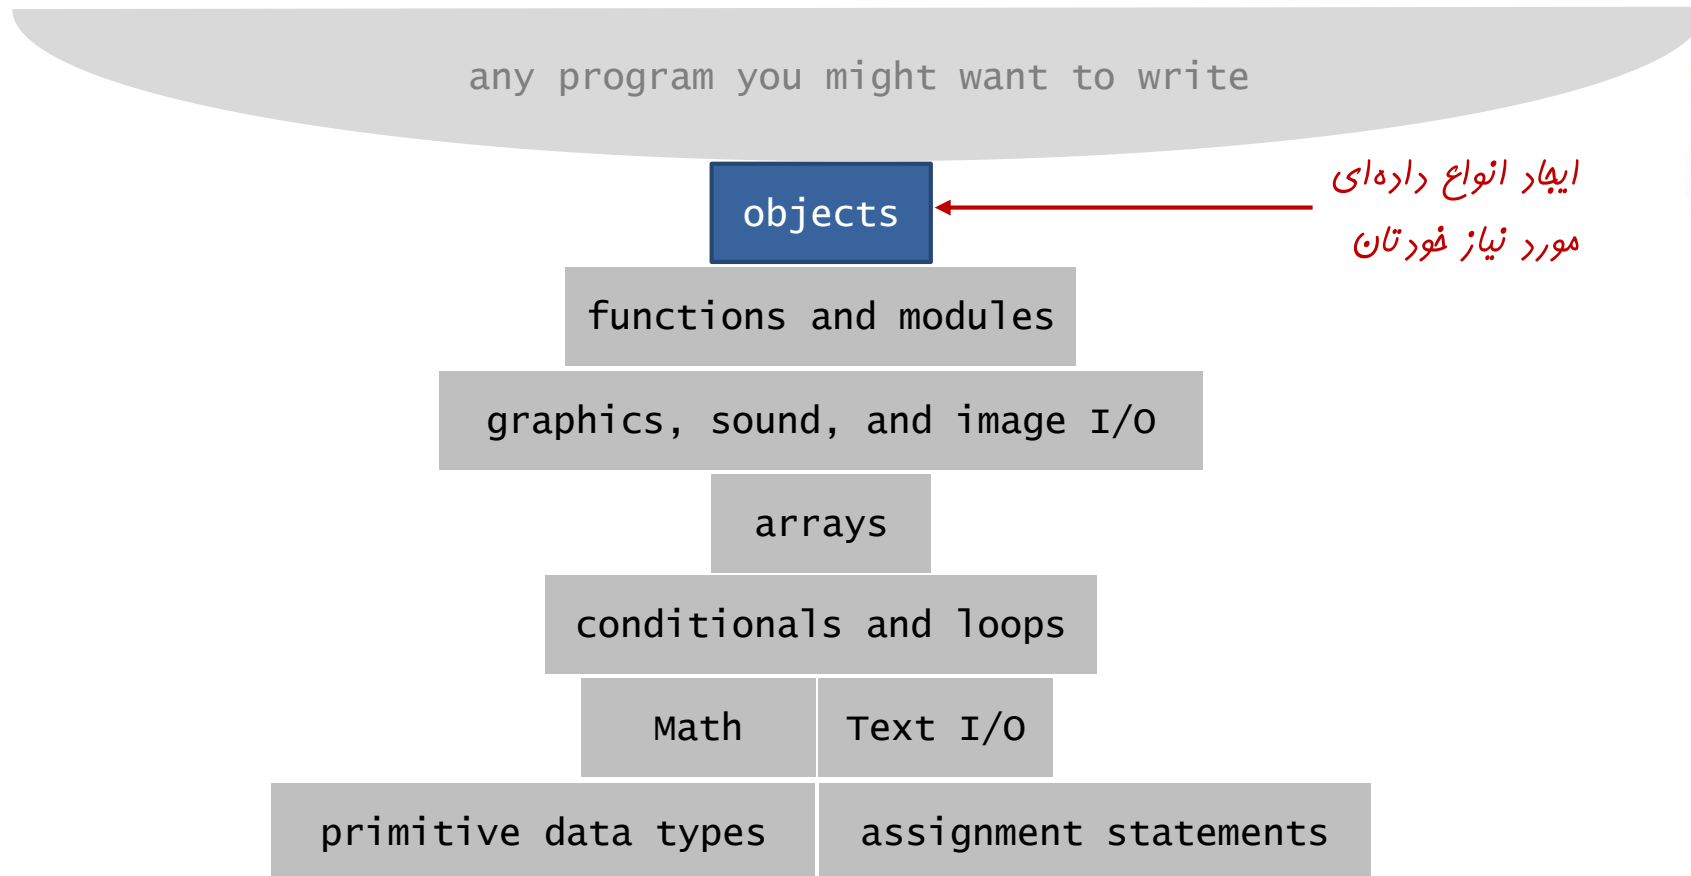 any program you might want to write
objects
ایجاد انواع داده‌ای
مورد نیاز خودتان
functions and modules
graphics, sound, and image I/O
arrays
conditionals and loops
Math
Text I/O
primitive data types
assignment statements